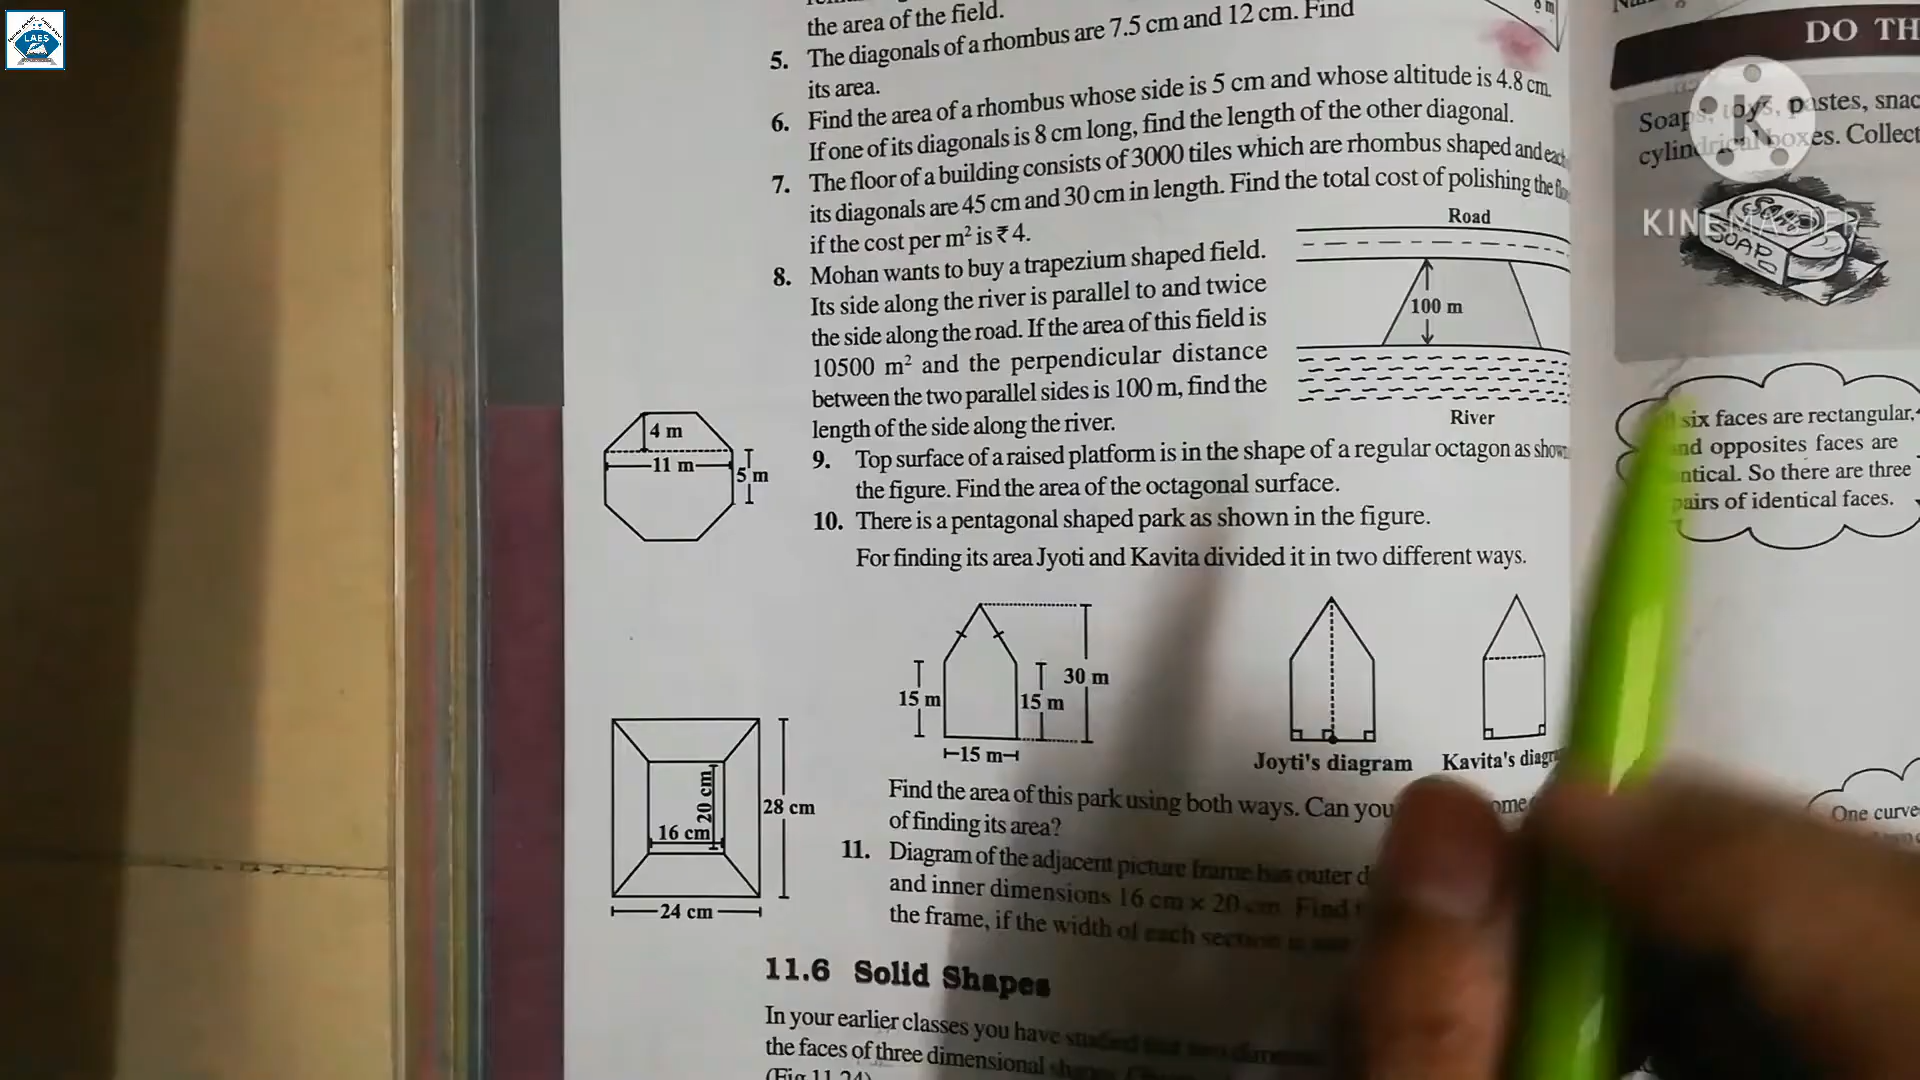 LAES
the area of the field.
5. The diagonals of a rhombus are 7.5 cm and 12 cm. Find
its area.
6. Find the area of a rhombus whose side is 5 cm and whose altitude is 4.8 cm.
If one of its diagonals is 8 cm long, find the length of the other diagonal.
7. The floor of a building consists of 3000 tiles which are rhombus shaped and each
its diagonals are 45 cm and 30 cm in length. Find the total cost of polishing the
if the cost per m² is ₹ 4.
8. Mohan wants to buy a trapezium shaped field.
Its side along the river is parallel to and twice
the side along the road. If the area of this field is
10500 m² and the perpendicular distance
between the two parallel sides is 100 m, find the
length of the side along the river.
Road
100 m
River
9. Top surface of a raised platform is in the shape of a regular octagon as shown
the figure. Find the area of the octagonal surface.
4 m
11 m
5 m
10. There is a pentagonal shaped park as shown in the figure.
For finding its area Jyoti and Kavita divided it in two different ways.
15 m
15 m
30 m
15 m
Joyti's diagram
Kavita's
Find the area of this park using both ways. Can you
of finding its area?
11. Diagram of the adjacent picture frame has outer
and inner dimensions 16 cm × 20 cm. Find
the frame, if the width of each section is
20 cm
16 cm
28 cm
24 cm
11.6 Solid Shapes
In your earlier classes you have studied that
the faces of three dimensional
(Fig 11.24)
DO TH
Soaps, toys, pastes, snac
cylindrical boxes. Collect
K
KINEMASTER
SOAP
six faces are rectangular,
and opposites faces are
So there are three
pairs of identical faces.
One curve